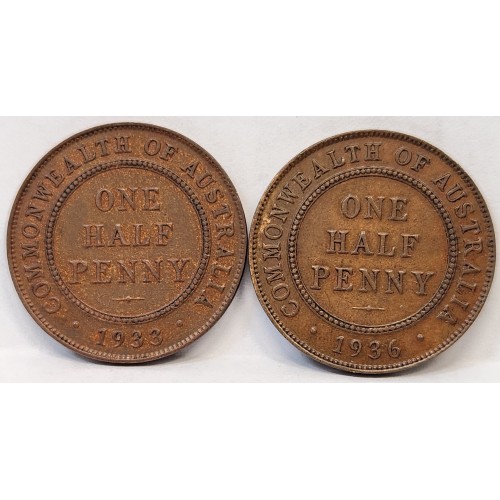 COMMONWEALTH OF AUSTRALIA
ONE
HALF
PENNY
· 1933 ·
COMMONWEALTH OF AUSTRALIA
ONE
HALF
PENNY
· 1936 ·